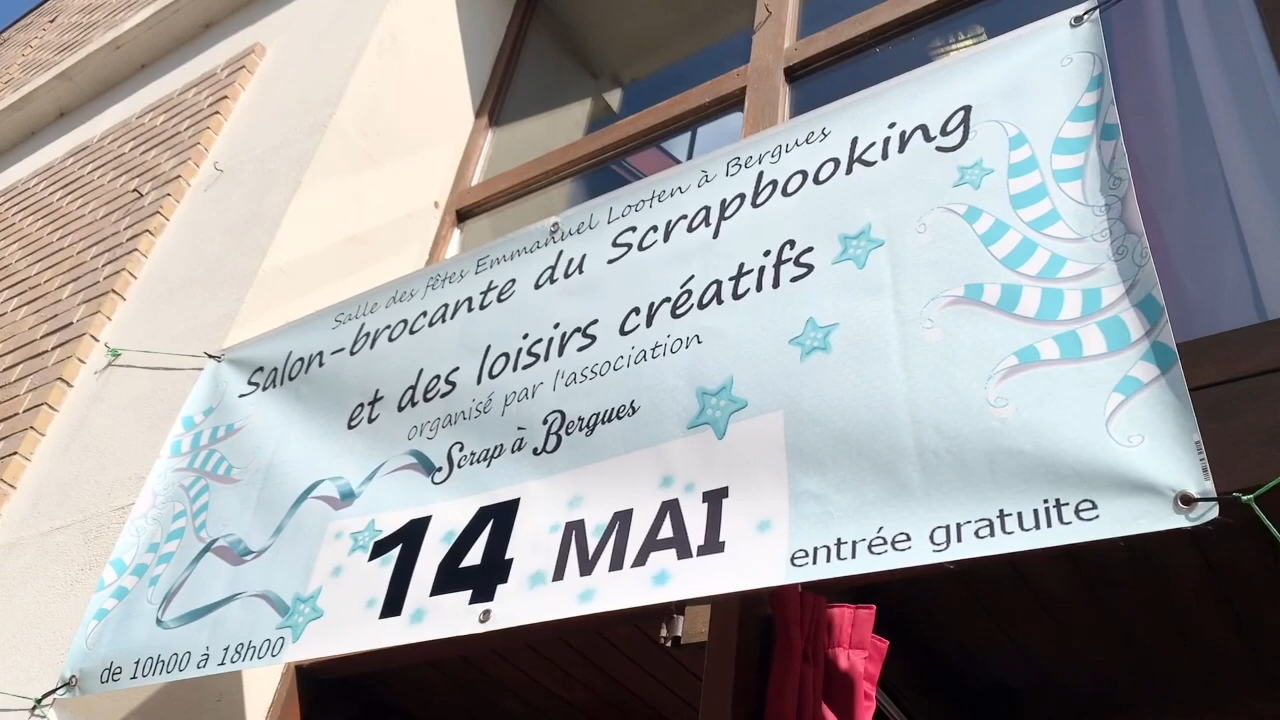 Salle des fêtes Emmanuel Looten à Bergues
Salon-brocante du Scrapbooking
et des loisirs créatifs
organisé par l'association
Scrap à Bergues
14 MAI
entrée gratuite
de 10h00 à 18h00